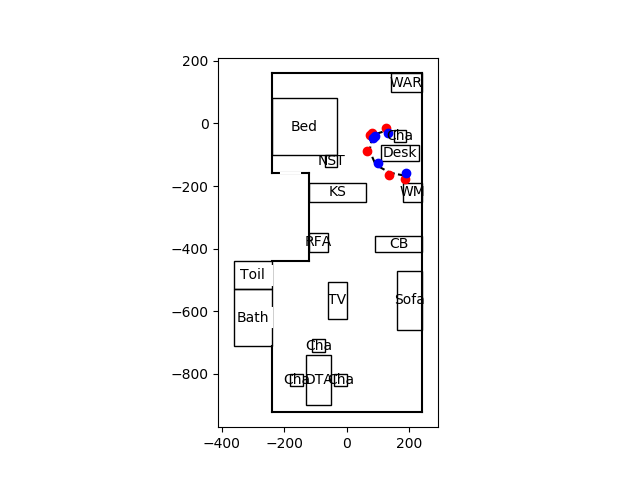 200
WAR
0
Bed
Cha
Desk
NST
−200
KS
WM
RFA
CB
−400
Toil
TV
Sofa
−600
Bath
Cha
−800
Cha
DTA
Cha
−400
−200
0
200